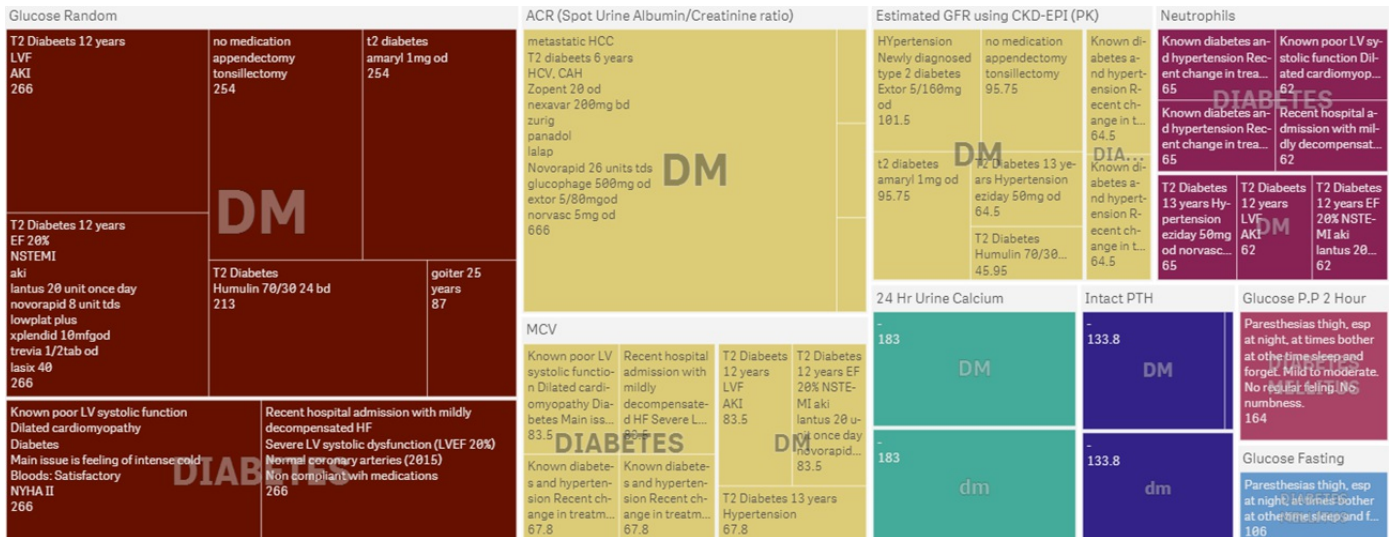 Glucose Random
T2 Diabeets 12 years
LVF
AKI
266
no medication
appendectomy
tonsillectomy
254
t2 diabetes
amaryl 1mg od
254
DM
T2 Diabetes 12 years
EF 20%
NSTEMI
aki
lantus 20 unit once day
novorapid 8 unit tds
lowplat plus
xplendid 10mfgod
trevia 1/2tab od
lasix 40
266
T2 Diabetes
Humulin 70/30 24 bd
213
goiter 25
years
87
Known poor LV systolic function
Dilated cardiomyopathy
Diabetes
Main issue is feeling of intense cold
Bloods: Satisfactory
NYHA II
266
Recent hospital admission with mildly
decompensated HF
Severe LV systolic dysfunction (LVEF 20%)
Normal coronary arteries (2015)
Non compliant wih medications
266
DIABETES
ACR (Spot Urine Albumin/Creatinine ratio)
metastatic HCC
T2 diabeets 6 years
HCV, CAH
Zopent 20 od
nexavar 200mg bd
zurig
panadol
lalap
Novorapid 26 units tds
glucophage 500mg od
extor 5/80mgod
norvasc 5mg od
666
DM
MCV
Known poor LV
systolic functio-
n Dilated cardi-
omyopathy Dia-
betes Main iss...
83.5
Recent hospital
admission with
mildly
decompensate-
d HF Severe L...
83.5
DIABETES
Known diabete-
s and hyperten-
sion Recent ch-
ange in treatm...
67.8
Known diabete-
s and hyperten-
sion Recent ch-
ange in treatm...
67.8
T2 Diabeets
12 years
LVF
AKI
83.5
T2 Diabetes
12 years EF
20% NSTE-
MI aki
lantus 20 u-
nit once day
novorapid...
83.5
DM
T2 Diabetes 13 years
Hypertension
67.8
Estimated GFR using CKD-EPI (PK)
HYpertension
Newly diagnosed
type 2 diabetes
Extor 5/160mg
od
101.5
no medication
appendectomy
tonsillectomy
95.75
DM
t2 diabetes
amaryl 1mg od
95.75
T2 Diabetes 13 ye-
ars Hypertension
eziday 50mg od
64.5
T2 Diabetes
Humulin 70/30...
45.95
Known di-
abetes a-
nd hypert-
ension R-
ecent ch-
ange in t...
64.5
DIA...
Known di-
abetes a-
nd hypert-
ension R-
ecent ch-
ange in t...
64.5
Neutrophils
Known diabetes an-
d hypertension Rec-
ent change in trea...
65
Known poor LV sy-
stolic function Dil-
ated cardiomyop...
62
DIABETES
Known diabetes an-
d hypertension Rec-
ent change in trea...
65
Recent hospital a-
dmission with mil-
dly decompensat...
62
T2 Diabetes
13 years Hy-
pertension
eziday 50mg
od norvasc...
65
T2 Diabeets
12 years
LVF
AKI
62
T2 Diabetes
12 years EF
20% NSTE-
MI aki
lantus 20...
62
DM
24 Hr Urine Calcium
-
183
DM
-
183
dm
Intact PTH
-
133.8
DM
-
133.8
dm
Glucose P.P 2 Hour
Paresthesias thigh, esp
at night, at times bother
at other time sleep and
forget. Mild to moderate.
No regular feling. No
numbness.
164
DIABETES
MELLITUS
Glucose Fasting
Paresthesias thigh, esp
at night, at times bother
at other time sleep and f...
106
DIABETES
MELLITUS